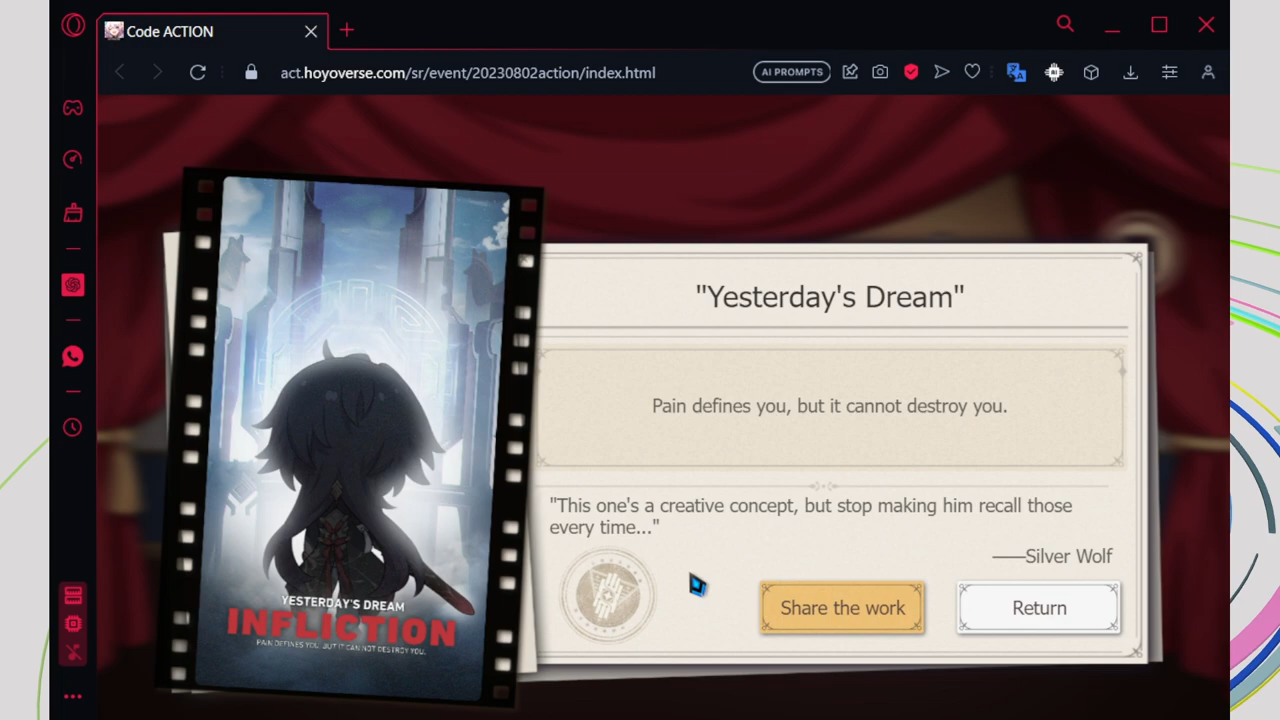 Code ACTION
act.hoyoverse.com/sr/event/20230802action/index.html
AI PROMPTS
"Yesterday's Dream"
Pain defines you, but it cannot destroy you.
"This one's a creative concept, but stop making him recall those
every time..."
——Silver Wolf
Share the work
Return
YESTERDAY'S DREAM
INFLICTION
PAIN DEFINES YOU, BUT IT CAN NOT DESTROY YOU.